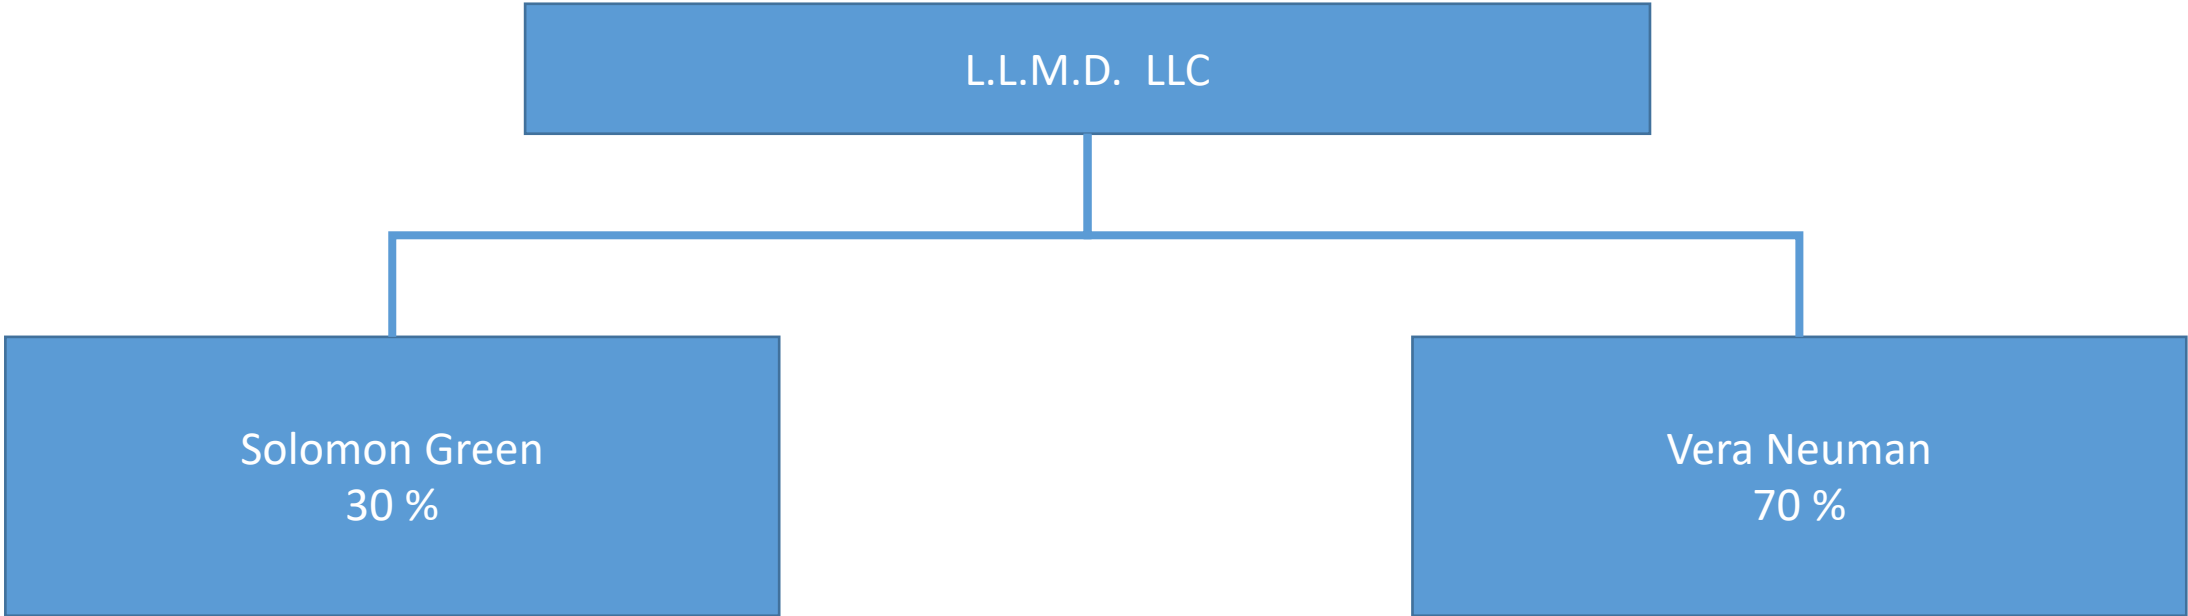 L.L.M.D.  LLC
Solomon Green
30 %
Vera Neuman
70 %